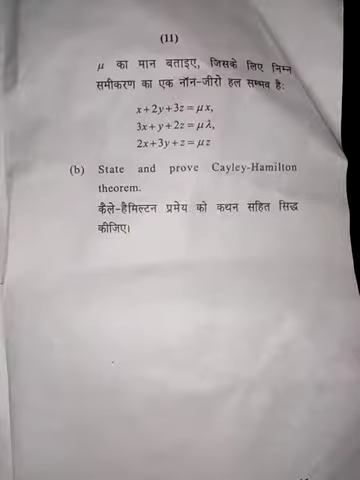 (11)
μ का मान बताइए, जिसके लिए निम्न
समीकरण का एक नॉन-जीरो हल सम्भव है:
x+2y+3z=μx,
3x+y+2z=μλ,
2x+3y+z=μz
(b) State and prove Cayley-Hamilton
theorem.
कैले-हैमिल्टन प्रमेय को कथन सहित सिद्ध
कीजिए।